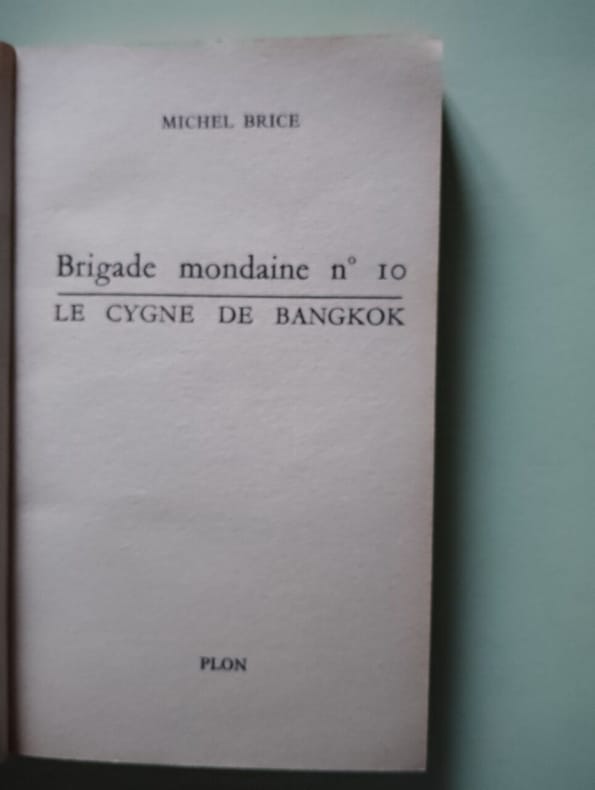 MICHEL BRICE
Brigade mondaine n° 10
LE CYGNE DE BANGKOK
PLON